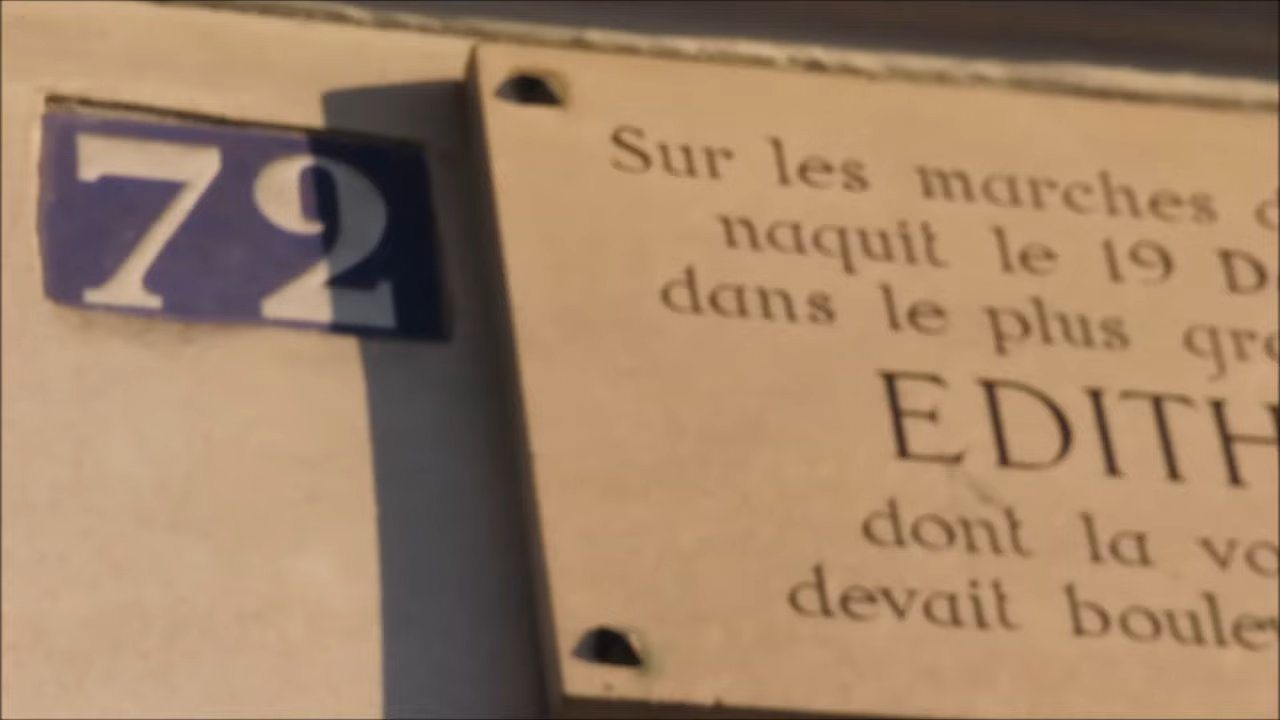 72
Sur les marches
naquit le 19
dans le plus
EDITH
dont la
devait